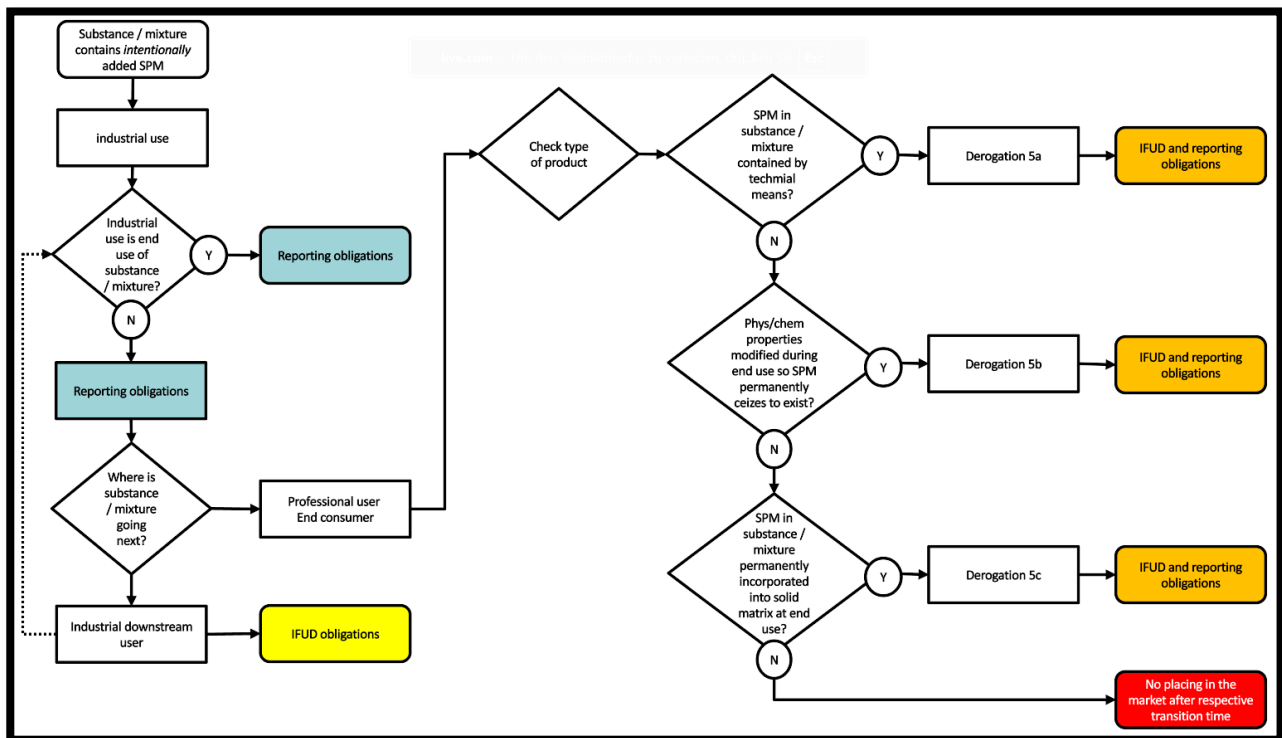 Substance / mixture
contains intentionally
added SPM
industrial use
Industrial
use is end
use of
substance
/ mixture?
Y
Reporting obligations
N
Reporting obligations
Where is
substance
/ mixture
going
next?
Professional user
End consumer
Industrial downstream
user
IFUD obligations
Check type
of product
SPM in
substance /
mixture
contained by
techmial
means?
Y
Derogation 5a
IFUD and reporting
obligations
N
Phys/chem
properties
modified during
end use so SPM
permanently
ceizes to exist?
Y
Derogation 5b
IFUD and reporting
obligations
N
SPM in
substance /
mixture
permanently
incorporated
into solid
matrix at end
use?
Y
Derogation 5c
IFUD and reporting
obligations
N
No placing in the
market after respective
transition time